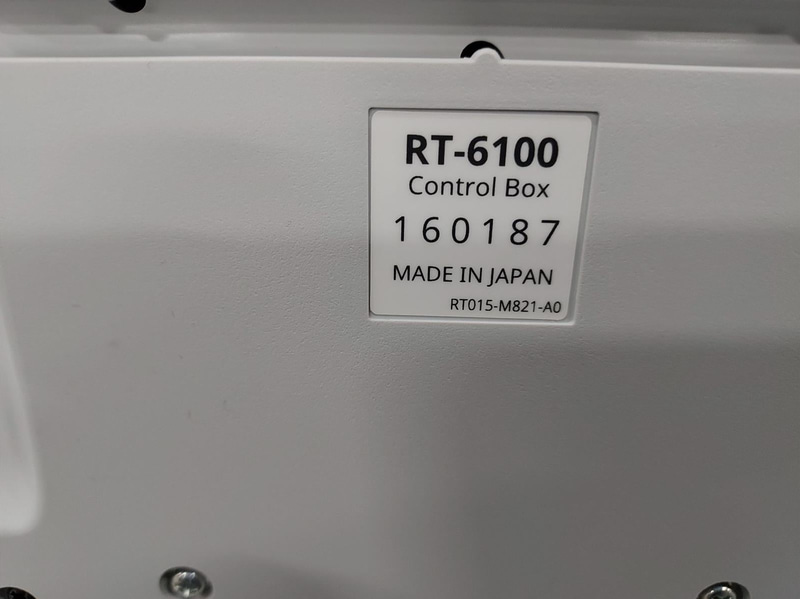 RT-6100
Control Box
160187
MADE IN JAPAN
RT015-M821-A0